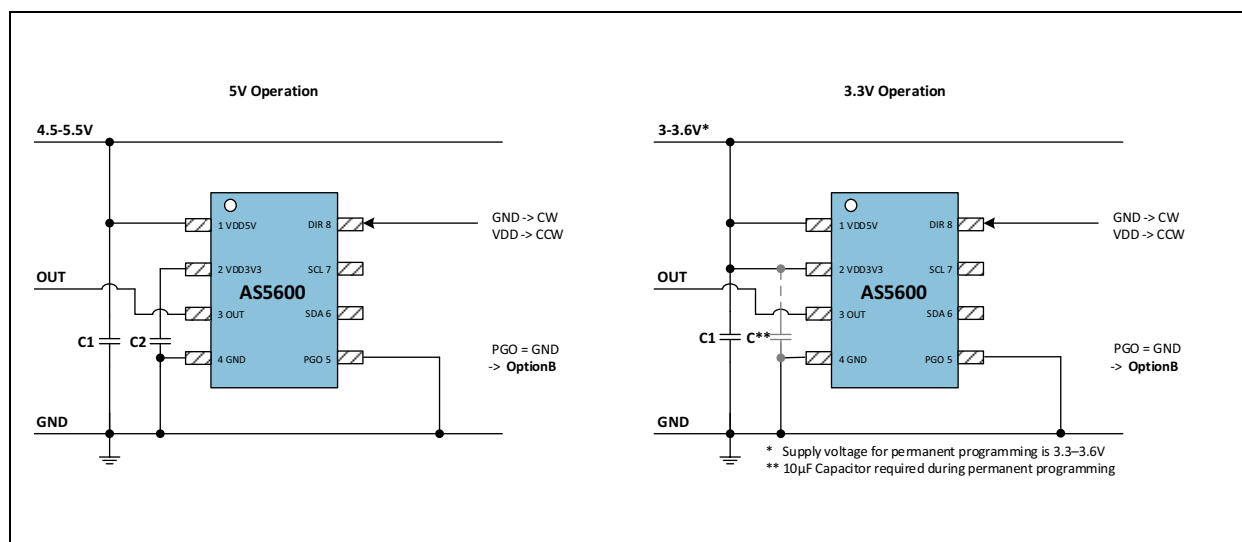 5V Operation
4.5-5.5V
1 VDD5V
DIR 8
GND -> CW
VDD -> CCW
2 VDD3V3
SCL 7
OUT
AS5600
3 OUT
SDA 6
C1
C2
4 GND
PGO 5
PGO = GND
-> OptionB
GND
3.3V Operation
3-3.6V*
1 VDD5V
DIR 8
GND -> CW
VDD -> CCW
2 VDD3V3
SCL 7
OUT
AS5600
3 OUT
SDA 6
C1
C**
4 GND
PGO 5
PGO = GND
-> OptionB
GND
* Supply voltage for permanent programming is 3.3–3.6V
** 10µF Capacitor required during permanent programming